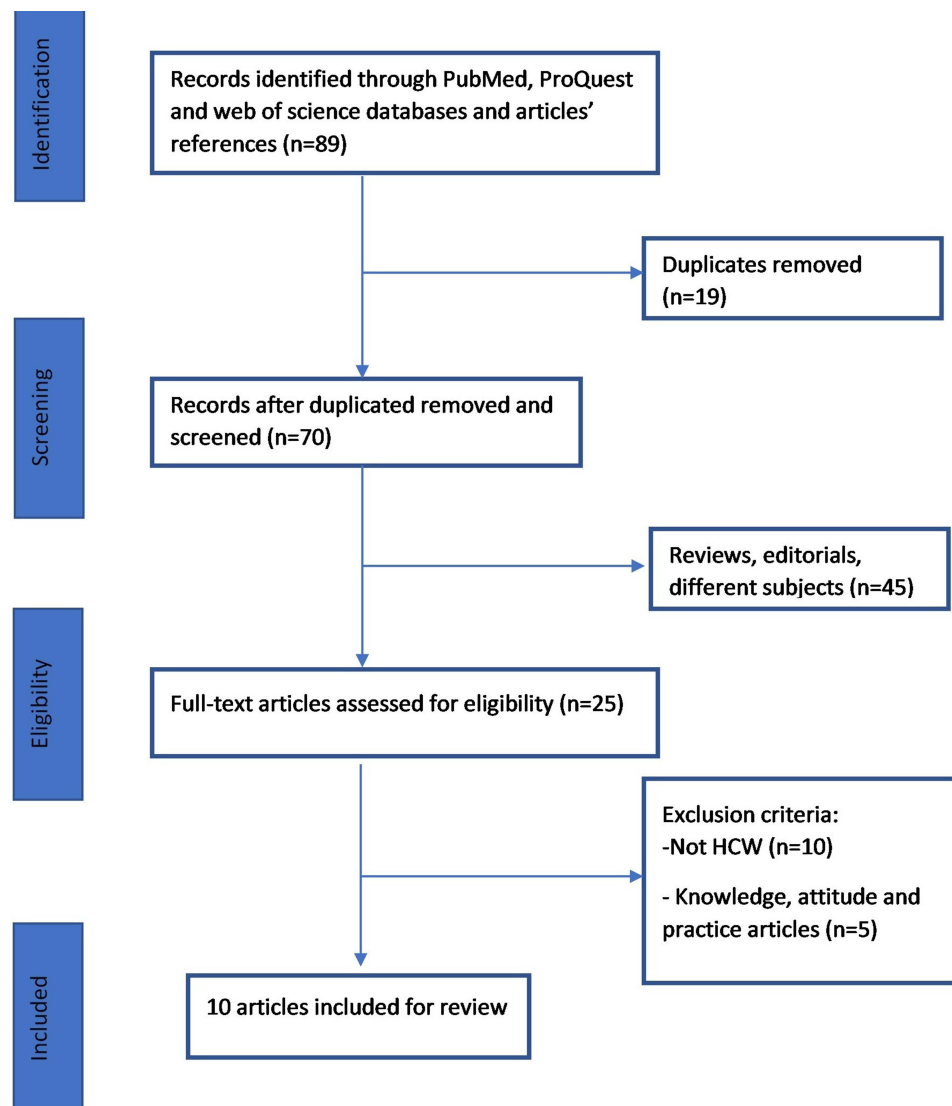 Identification
Records identified through PubMed, ProQuest
and web of science databases and articles’
references (n=89)
Duplicates removed
(n=19)
Screening
Records after duplicated removed and
screened (n=70)
Reviews, editorials,
different subjects (n=45)
Eligibility
Full-text articles assessed for eligibility (n=25)
Exclusion criteria:
-Not HCW (n=10)
- Knowledge, attitude and
practice articles (n=5)
Included
10 articles included for review